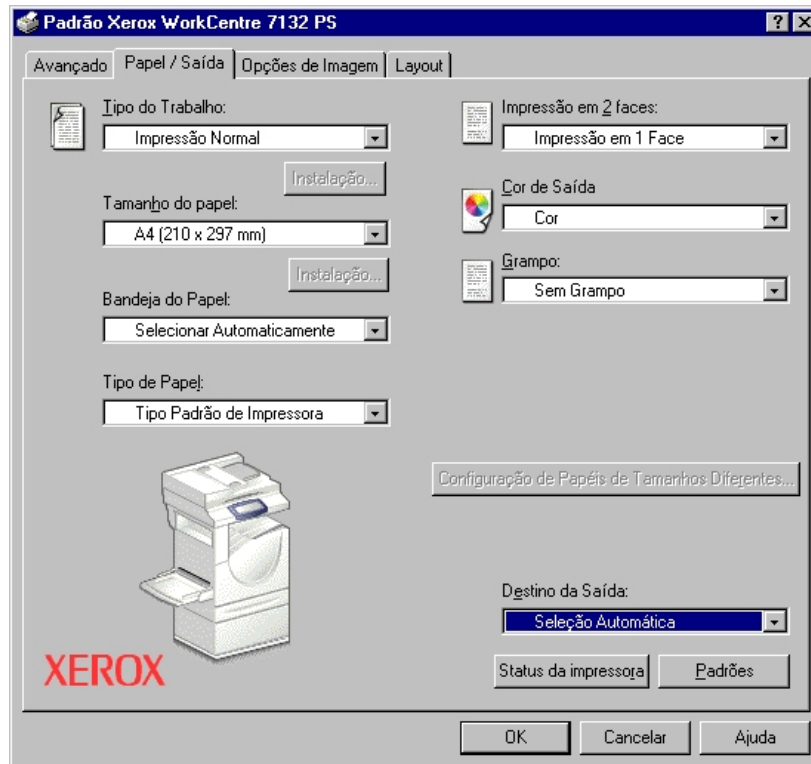 Padrão Xerox WorkCentre 7132 PS
Avançado
Papel / Saída
Opções de Imagem
Layout
Tipo do Trabalho:
Impressão Normal
Instalação...
Tamanho do papel:
A4 (210 x 297 mm)
Instalação...
Bandeja do Papel:
Selecionar Automaticamente
Tipo de Papel:
Tipo Padrão de Impressora
XEROX
Impressão em 2 faces:
Impressão em 1 Face
Cor de Saída
Cor
Grampo:
Sem Grampo
Configuração de Papéis de Tamanhos Diferentes...
Destino da Saída:
Seleção Automática
Status da impressora
Padrões
OK
Cancelar
Ajuda